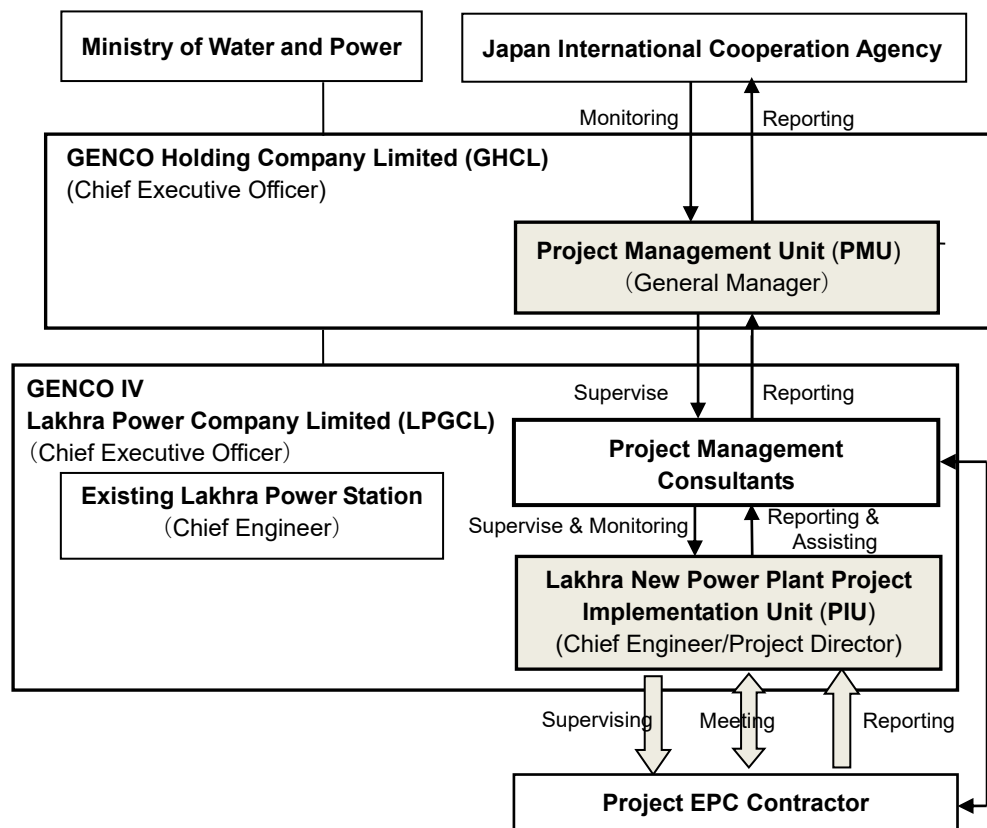 Ministry of Water and Power
Japan International Cooperation Agency
Monitoring
Reporting
GENCO Holding Company Limited (GHCL)
(Chief Executive Officer)
Project Management Unit (PMU)
（General Manager）
GENCO IV
Lakhra Power Company Limited (LPGCL)
（Chief Executive Officer）
Supervise
Reporting
Project Management
Consultants
Existing Lakhra Power Station
（Chief Engineer）
Supervise & Monitoring
Reporting &
Assisting
Lakhra New Power Plant Project
Implementation Unit (PIU)
(Chief Engineer/Project Director)
Supervising
Meeting
Reporting
Project EPC Contractor